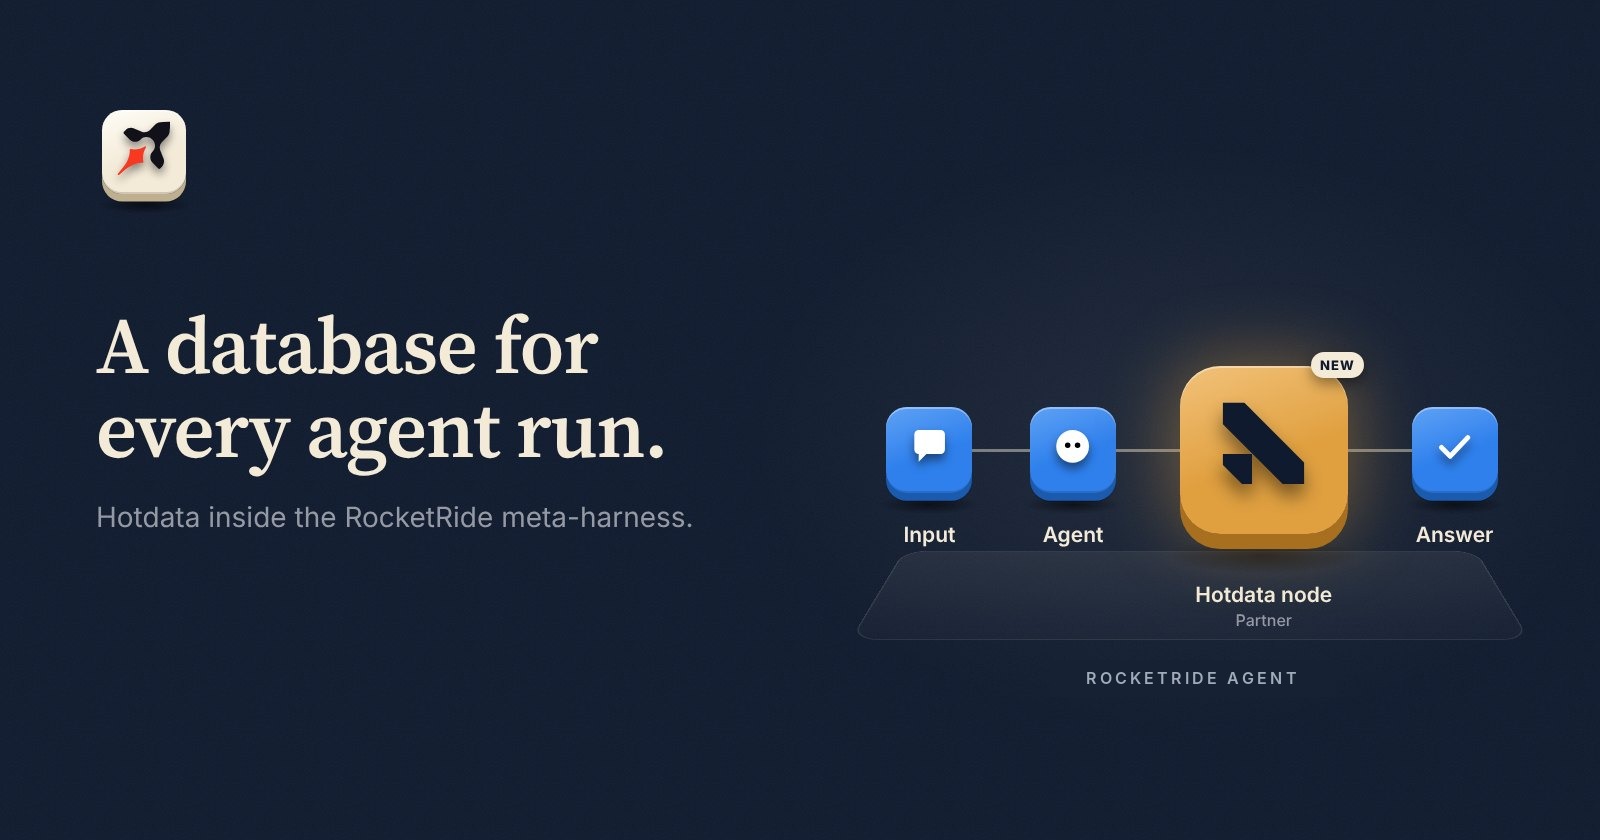 A database for
every agent run.
Hotdata inside the RocketRide meta-harness.
NEW
Input
Agent
Answer
Hotdata node
Partner
ROCKETRIDE AGENT